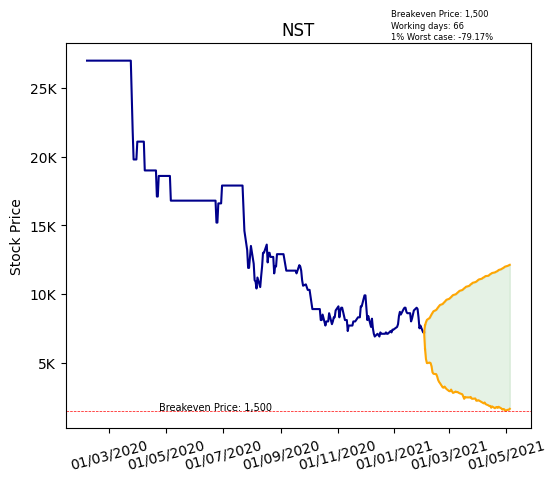 Breakeven Price: 1,500
Working days: 66
1% Worst case: -79.17%
NST
Stock Price
25K
20K
15K
10K
5K
Breakeven Price: 1,500
01/03/2020
01/05/2020
01/07/2020
01/09/2020
01/11/2020
01/01/2021
01/03/2021
01/05/2021